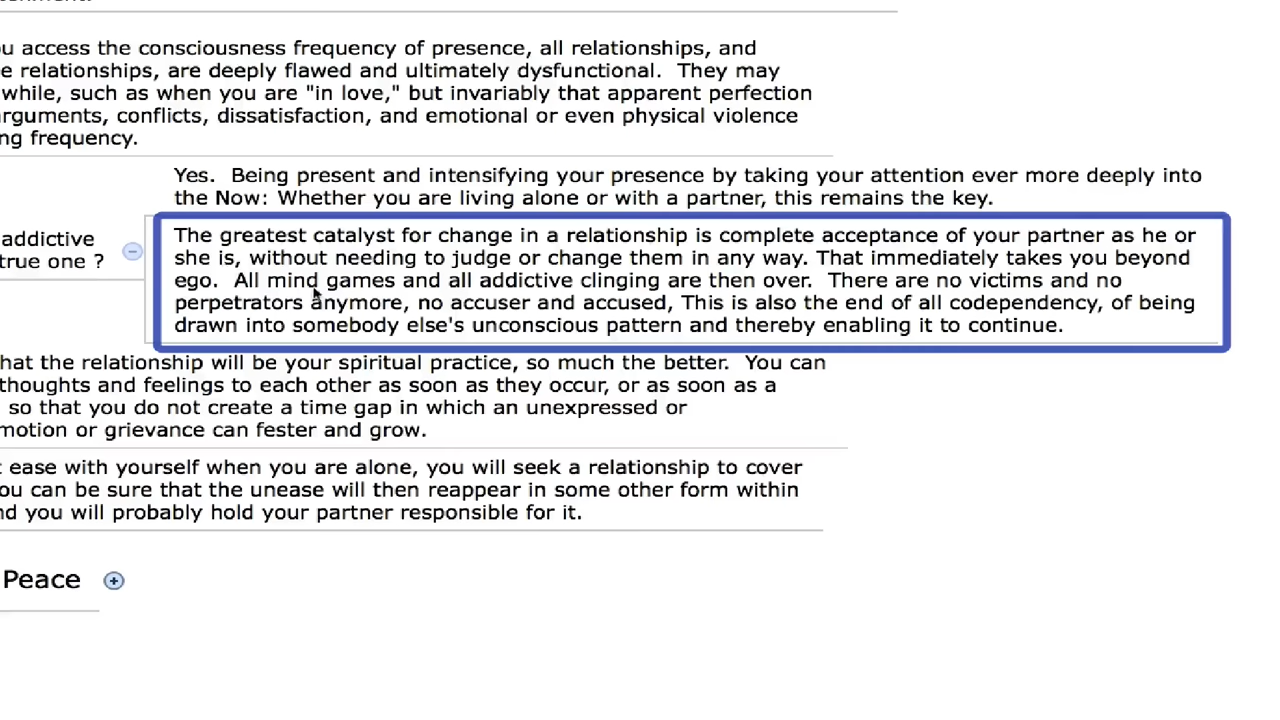 ou access the consciousness frequency of presence, all relationships, and
e relationships, are deeply flawed and ultimately dysfunctional.  They may
while, such as when you are "in love," but invariably that apparent perfection
arguments, conflicts, dissatisfaction, and emotional or even physical violence
ng frequency.
Yes.  Being present and intensifying your presence by taking your attention ever more deeply into
the Now: Whether you are living alone or with a partner, this remains the key.
addictive
true one ?
The greatest catalyst for change in a relationship is complete acceptance of your partner as he or
she is, without needing to judge or change them in any way. That immediately takes you beyond
ego.  All mind games and all addictive clinging are then over.  There are no victims and no
perpetrators anymore, no accuser and accused, This is also the end of all codependency, of being
drawn into somebody else's unconscious pattern and thereby enabling it to continue.
hat the relationship will be your spiritual practice, so much the better.  You can
thoughts and feelings to each other as soon as they occur, or as soon as a
so that you do not create a time gap in which an unexpressed or
motion or grievance can fester and grow.
t ease with yourself when you are alone, you will seek a relationship to cover
ou can be sure that the unease will then reappear in some other form within
nd you will probably hold your partner responsible for it.
Peace